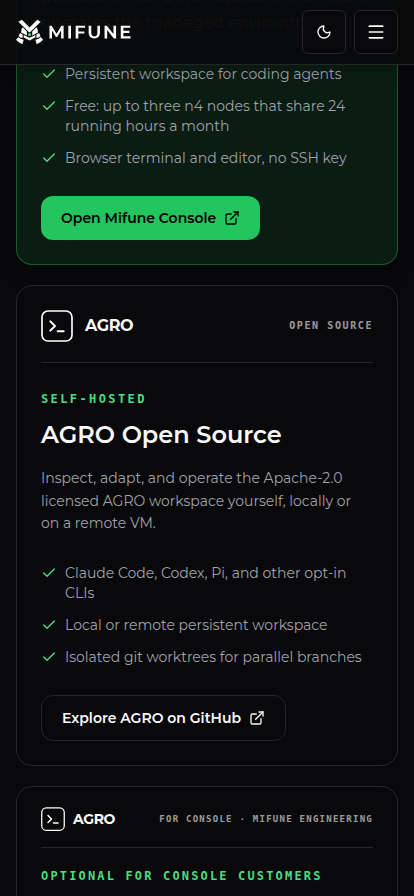 MIFUNE
Persistent workspace for coding agents
Free: up to three n4 nodes that share 24
running hours a month
Browser terminal and editor, no SSH key
Open Mifune Console
AGRO
OPEN SOURCE
SELF-HOSTED
AGRO Open Source
Inspect, adapt, and operate the Apache-2.0
licensed AGRO workspace yourself, locally or
on a remote VM.
Claude Code, Codex, Pi, and other opt-in
CLIs
Local or remote persistent workspace
Isolated git worktrees for parallel branches
Explore AGRO on GitHub
AGRO
FOR CONSOLE · MIFUNE ENGINEERING
OPTIONAL FOR CONSOLE CUSTOMERS